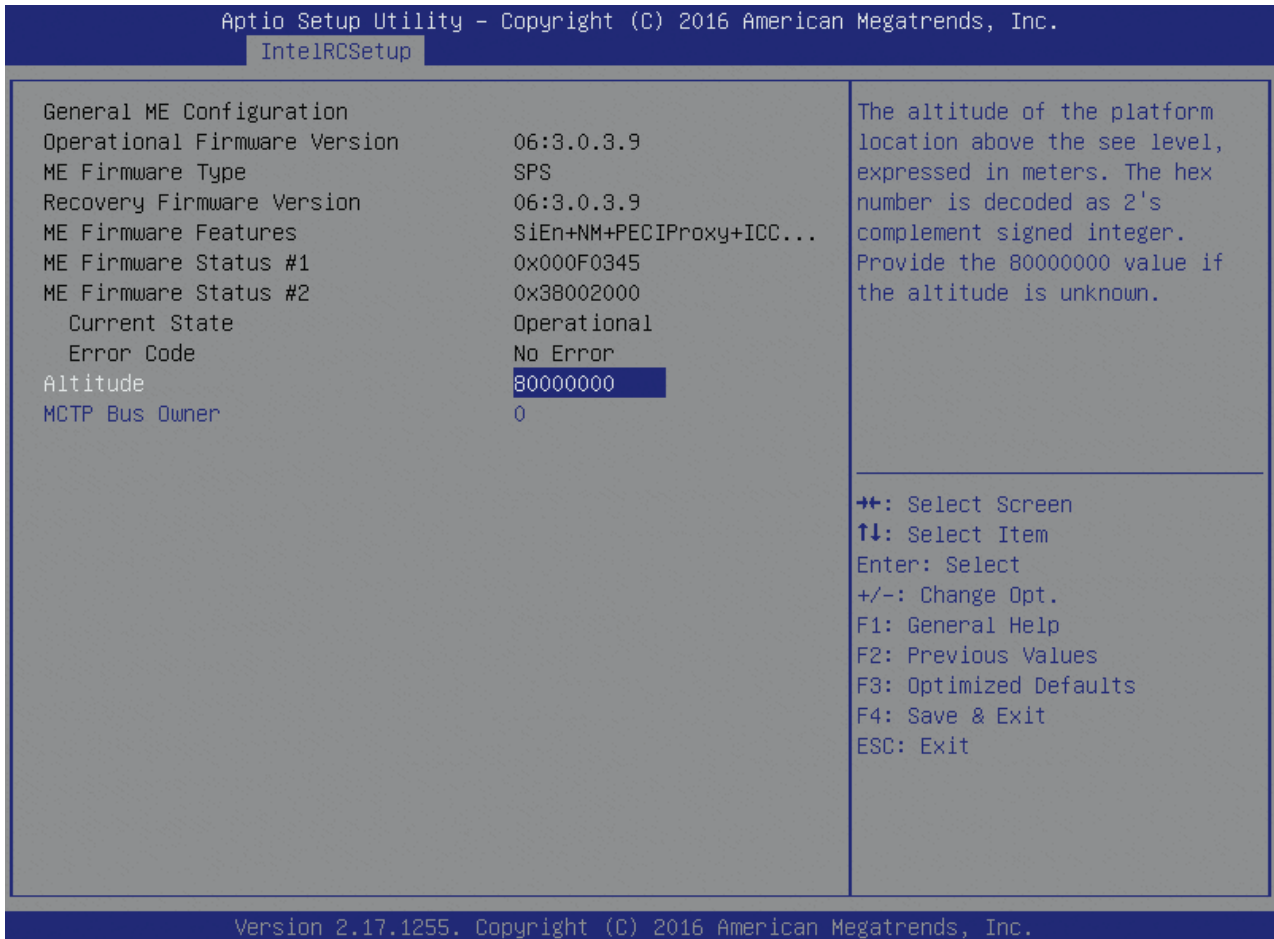 Aptio Setup Utility – Copyright (C) 2016 American Megatrends, Inc.
IntelRCSetup
General ME Configuration
Operational Firmware Version 06:3.0.3.9
ME Firmware Type SPS
Recovery Firmware Version 06:3.0.3.9
ME Firmware Features SiEn+NM+PECIProxy+ICC...
ME Firmware Status #1 0x000F0345
ME Firmware Status #2 0x38002000
Current State Operational
Error Code No Error
Altitude 80000000
MCTP Bus Owner 0
The altitude of the platform
location above the see level,
expressed in meters. The hex
number is decoded as 2's
complement signed integer.
Provide the 80000000 value if
the altitude is unknown.
→←: Select Screen
↑↓: Select Item
Enter: Select
+/-: Change Opt.
F1: General Help
F2: Previous Values
F3: Optimized Defaults
F4: Save & Exit
ESC: Exit
Version 2.17.1255. Copyright (C) 2016 American Megatrends, Inc.